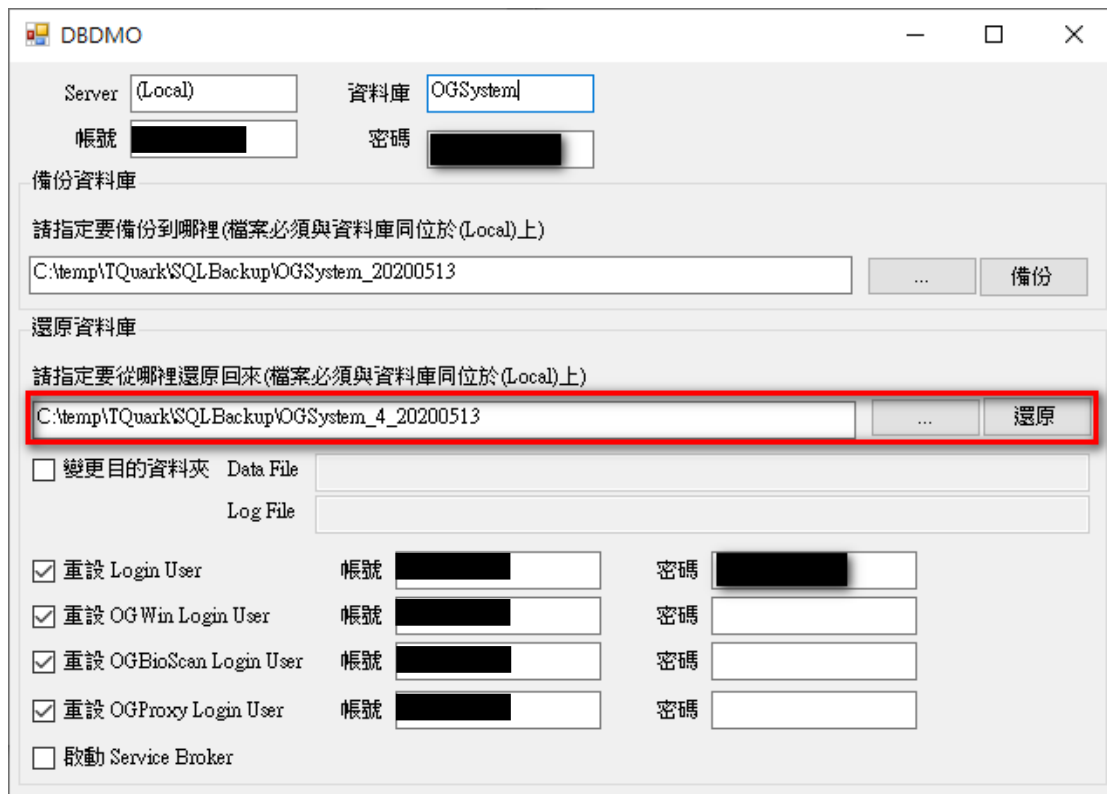 DBDMO
Server (Local) 資料庫 OGSystem
帳號 密碼
備份資料庫
請指定要備份到哪裡(檔案必須與資料庫同位於(Local)上)
C:\temp\TQuark\SQLBackup\OGSystem_20200513 ... 備份
還原資料庫
請指定要從哪裡還原回來(檔案必須與資料庫同位於(Local)上)
C:\temp\TQuark\SQLBackup\OGSystem_4_20200513 ... 還原
變更目的資料夾 Data File
Log File
重設 Login User 帳號 密碼
重設 OGWin Login User 帳號 密碼
重設 OGBioScan Login User 帳號 密碼
重設 OGProxy Login User 帳號 密碼
啟動 Service Broker